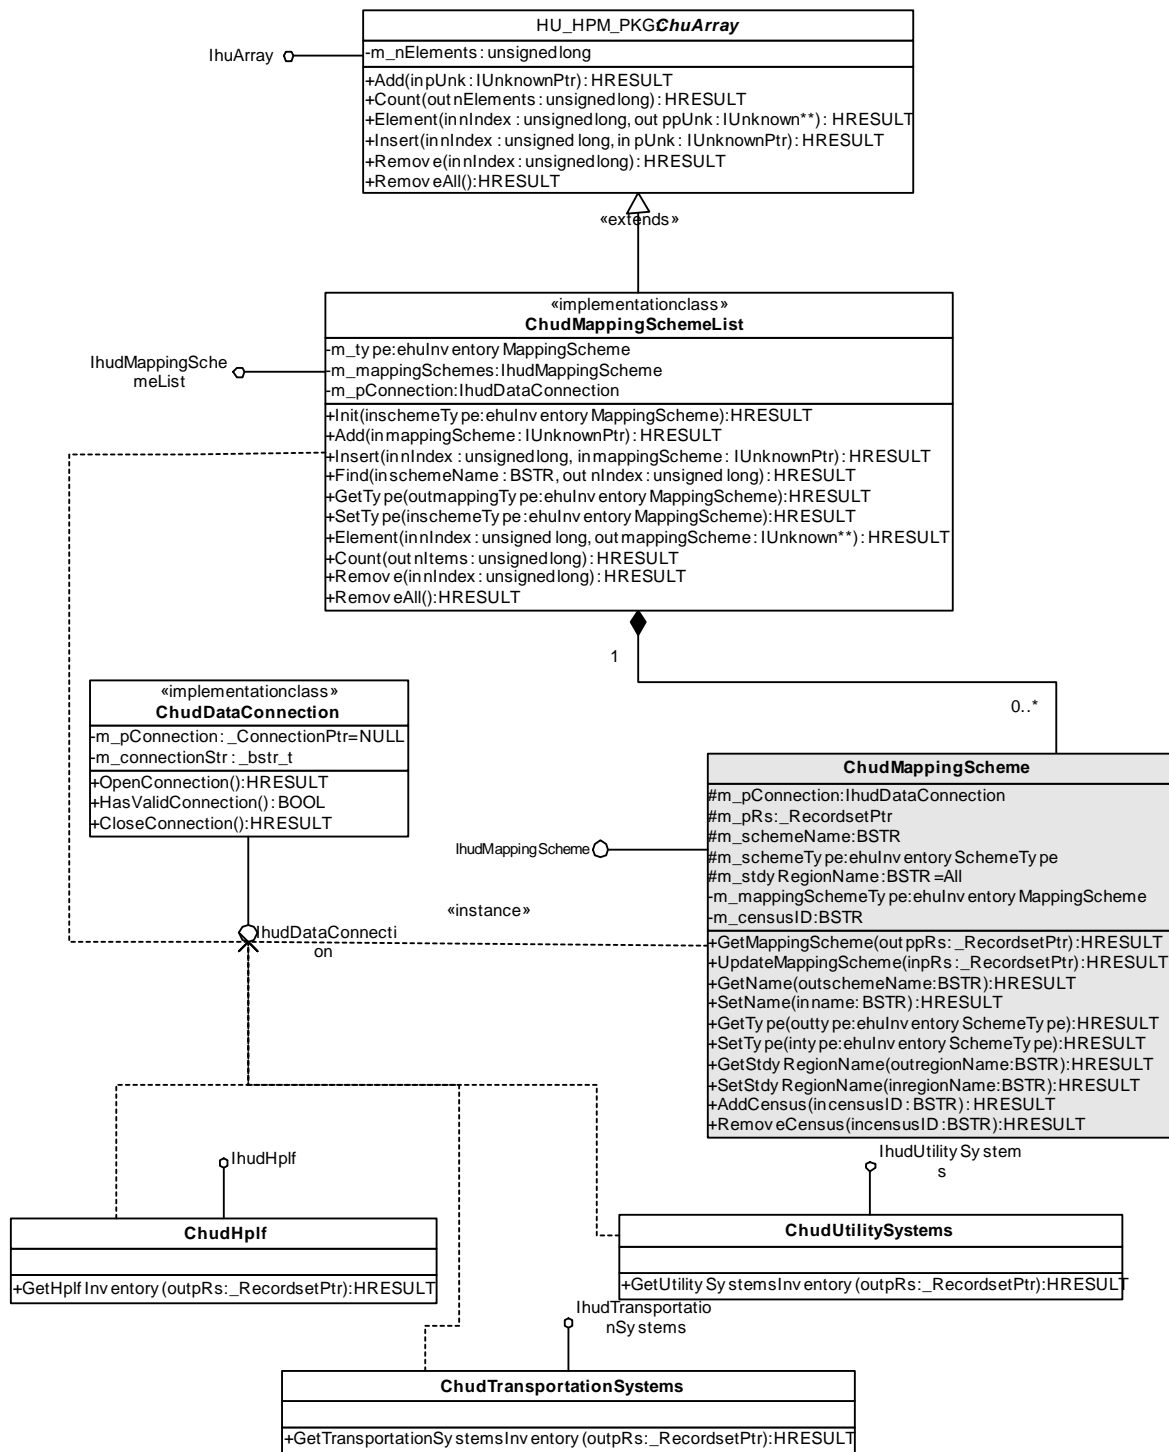 HU_HPM_PKG::ChuArray
-m_nElements : unsigned long
+Add(in pUnk : IUnknownPtr) : HRESULT
+Count(out nElements : unsigned long) : HRESULT
+Element(in nIndex : unsigned long, out ppUnk : IUnknown**) : HRESULT
+Insert(in nIndex : unsigned long, in pUnk : IUnknownPtr) : HRESULT
+Remove(in nIndex : unsigned long) : HRESULT
+RemoveAll() : HRESULT
IhuArray
«extends»
«implementation class»
ChudMappingSchemeList
-m_type : ehuInventoryMappingScheme
-m_mappingSchemes : IhudMappingScheme
-m_pConnection : IhudDataConnection
+Init(in schemeType : ehuInventoryMappingScheme) : HRESULT
+Add(in mappingScheme : IUnknownPtr) : HRESULT
+Insert(in nIndex : unsigned long, in mappingScheme : IUnknownPtr) : HRESULT
+Find(in schemeName : BSTR, out nIndex : unsigned long) : HRESULT
+GetType(out mappingType : ehuInventoryMappingScheme) : HRESULT
+SetType(in schemeType : ehuInventoryMappingScheme) : HRESULT
+Element(in nIndex : unsigned long, out mappingScheme : IUnknown**) : HRESULT
+Count(out nItems : unsigned long) : HRESULT
+Remove(in nIndex : unsigned long) : HRESULT
+RemoveAll() : HRESULT
IhudMappingSche
meList
1
0..*
«implementation class»
ChudDataConnection
-m_pConnection : _ConnectionPtr = NULL
-m_connectionStr : _bstr_t
+OpenConnection() : HRESULT
+HasValidConnection() : BOOL
+CloseConnection() : HRESULT
ChudMappingScheme
#m_pConnection : IhudDataConnection
#m_pRs : _RecordsetPtr
#m_schemeName : BSTR
#m_schemeType : ehuInventorySchemeType
#m_stdyRegionName : BSTR = All
-m_mappingSchemeType : ehuInventoryMappingScheme
-m_censusID : BSTR
+GetMappingScheme(out ppRs : _RecordsetPtr) : HRESULT
+UpdateMappingScheme(in pRs : _RecordsetPtr) : HRESULT
+GetName(out schemeName : BSTR) : HRESULT
+SetName(in name : BSTR) : HRESULT
+GetType(out type : ehuInventorySchemeType) : HRESULT
+SetType(in type : ehuInventorySchemeType) : HRESULT
+GetStdyRegionName(out regionName : BSTR) : HRESULT
+SetStdyRegionName(in regionName : BSTR) : HRESULT
+AddCensus(in censusID : BSTR) : HRESULT
+RemoveCensus(in censusID : BSTR) : HRESULT
IhudMappingScheme
«instance»
IhudDataConnecti
on
IhudHplf
ChudHplf
+GetHplfInventory(out pRs : _RecordsetPtr) : HRESULT
IhudUtilitySystem
s
ChudUtilitySystems
+GetUtilitySystemsInventory(out pRs : _RecordsetPtr) : HRESULT
IhudTransportatio
nSystems
ChudTransportationSystems
+GetTransportationSystemsInventory(out pRs : _RecordsetPtr) : HRESULT